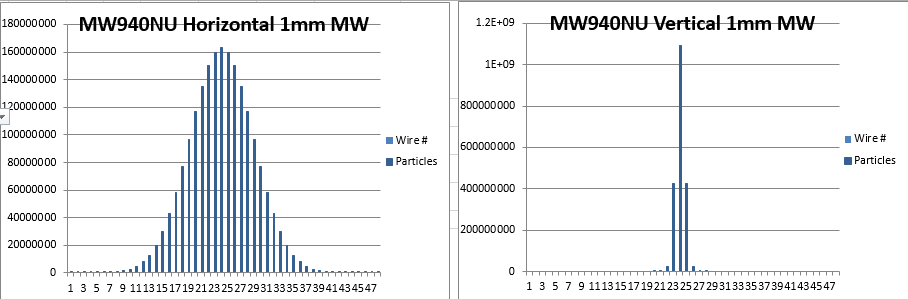 MW940NU Horizontal 1mm MW
180000000
160000000
140000000
120000000
100000000
80000000
60000000
40000000
20000000
0
1 3 5 7 9 11 13 15 17 19 21 23 25 27 29 31 33 35 37 39 41 43 45 47
Wire #
Particles
MW940NU Vertical 1mm MW
1.2E+09
1E+09
800000000
600000000
400000000
200000000
0
1 3 5 7 9 11 13 15 17 19 21 23 25 27 29 31 33 35 37 39 41 43 45 47
Wire #
Particles